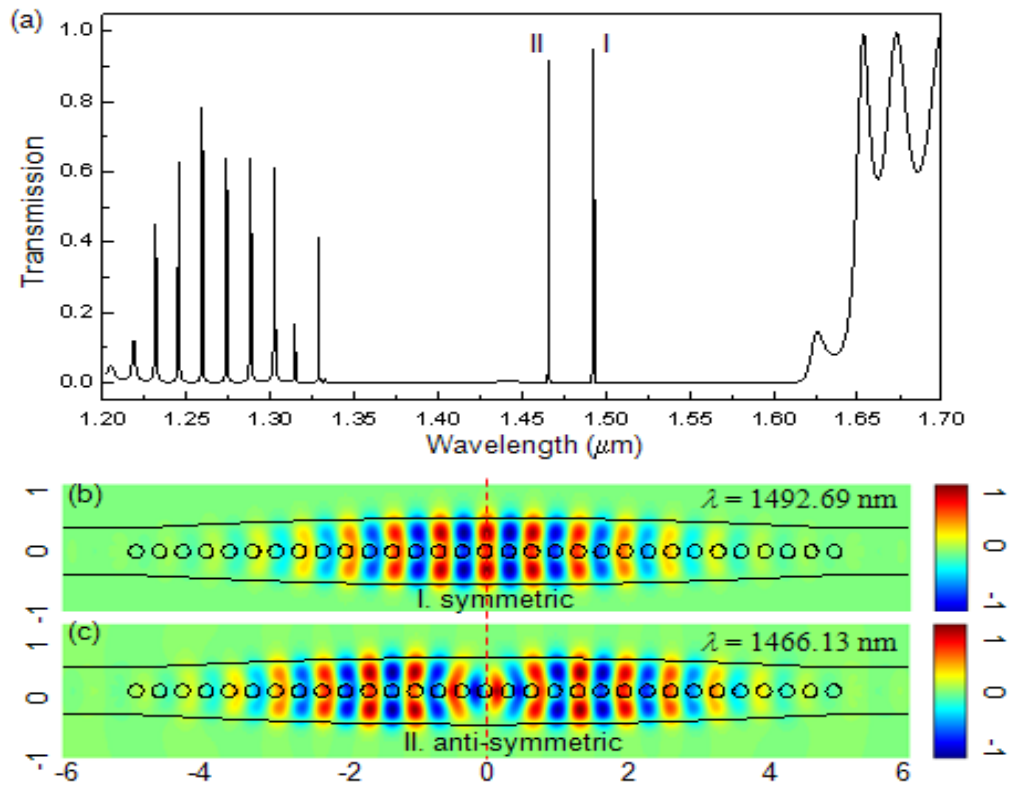 (a)
II I
1.0
0.8
0.6
0.4
0.2
0.0
Transmission
1.20 1.25 1.30 1.35 1.40 1.45 1.50 1.55 1.60 1.65 1.70
Wavelength (μm)
(b) λ = 1492.69 nm
1 0 -1
I. symmetric
1 0 -1
(c) λ = 1466.13 nm
1 0 -1
II. anti-symmetric
1 0 -1
-6 -4 -2 0 2 4 6